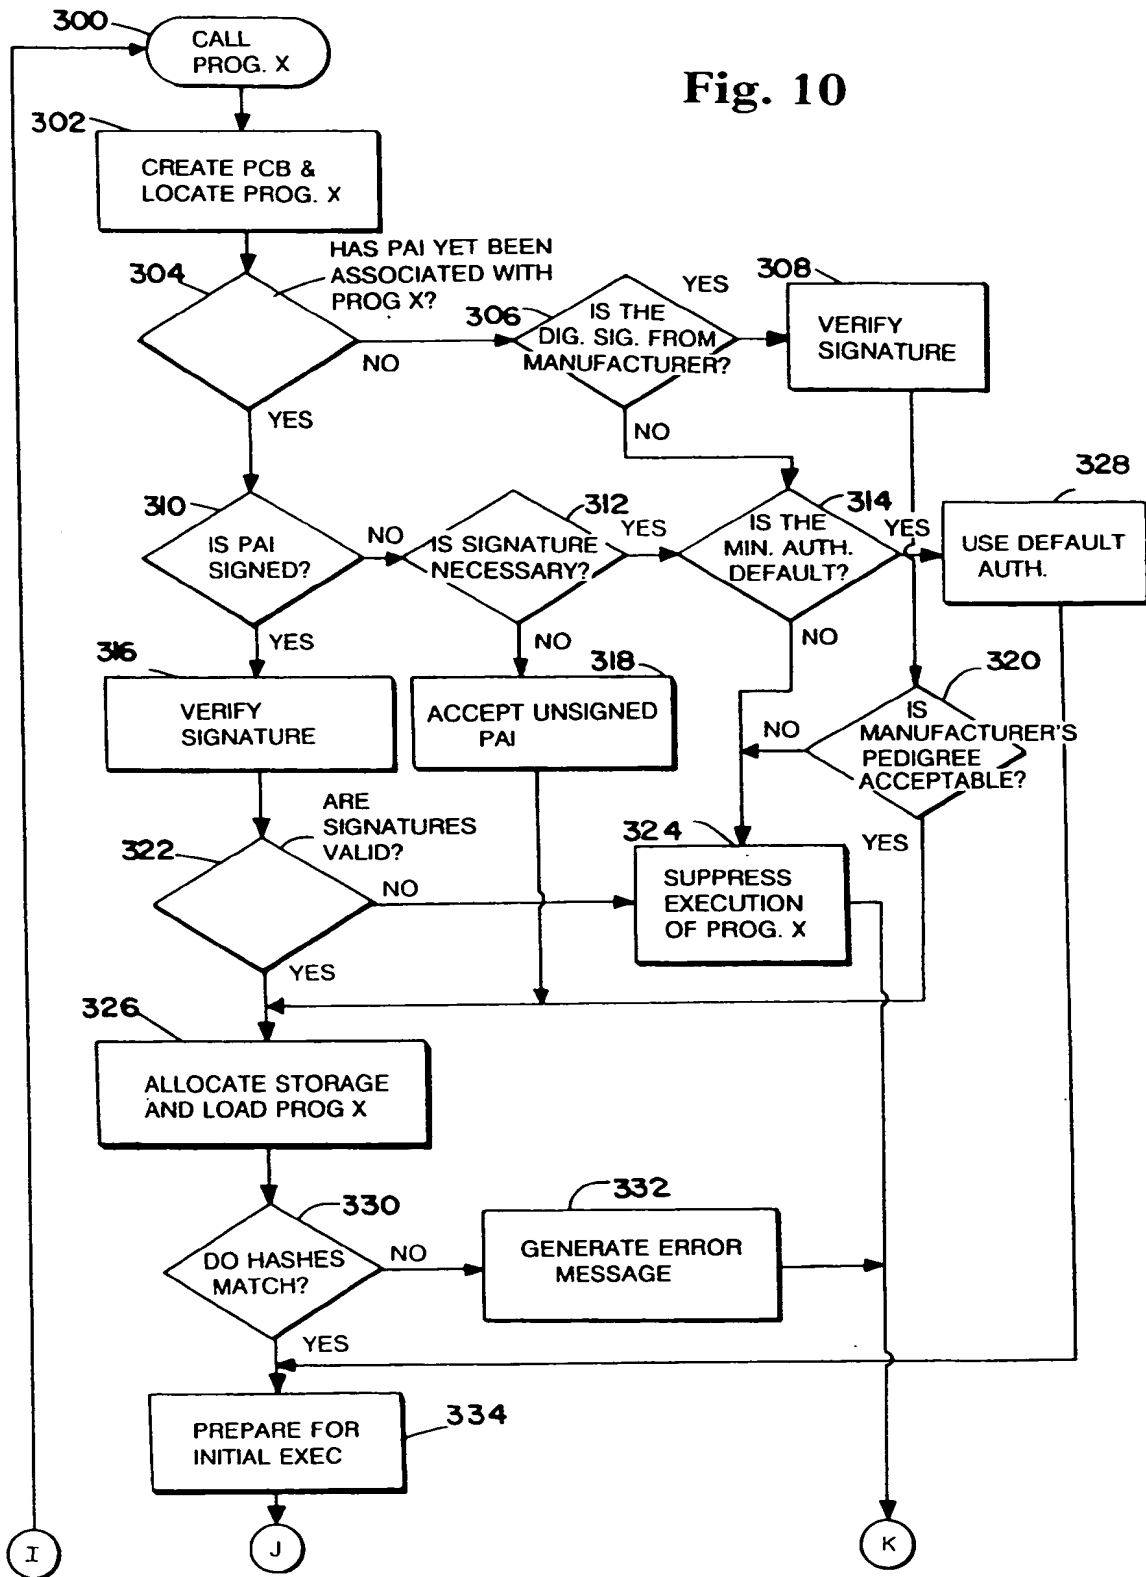 300
CALL
PROG. X
Fig. 10
302
CREATE PCB &
LOCATE PROG. X
304
HAS PAI YET BEEN
ASSOCIATED WITH
PROG X?
NO
YES
306
IS THE
DIG. SIG. FROM
MANUFACTURER?
YES
NO
308
VERIFY
SIGNATURE
310
IS PAI
SIGNED?
NO
YES
312
IS SIGNATURE
NECESSARY?
YES
NO
314
IS THE
MIN. AUTH.
DEFAULT?
YES
NO
328
USE DEFAULT
AUTH.
316
VERIFY
SIGNATURE
318
ACCEPT UNSIGNED
PAI
320
IS
MANUFACTURER'S
PEDIGREE
ACCEPTABLE?
NO
YES
322
ARE
SIGNATURES
VALID?
NO
YES
324
SUPPRESS
EXECUTION
OF PROG. X
326
ALLOCATE STORAGE
AND LOAD PROG X
330
DO HASHES
MATCH?
NO
YES
332
GENERATE ERROR
MESSAGE
334
PREPARE FOR
INITIAL EXEC
I
J
K